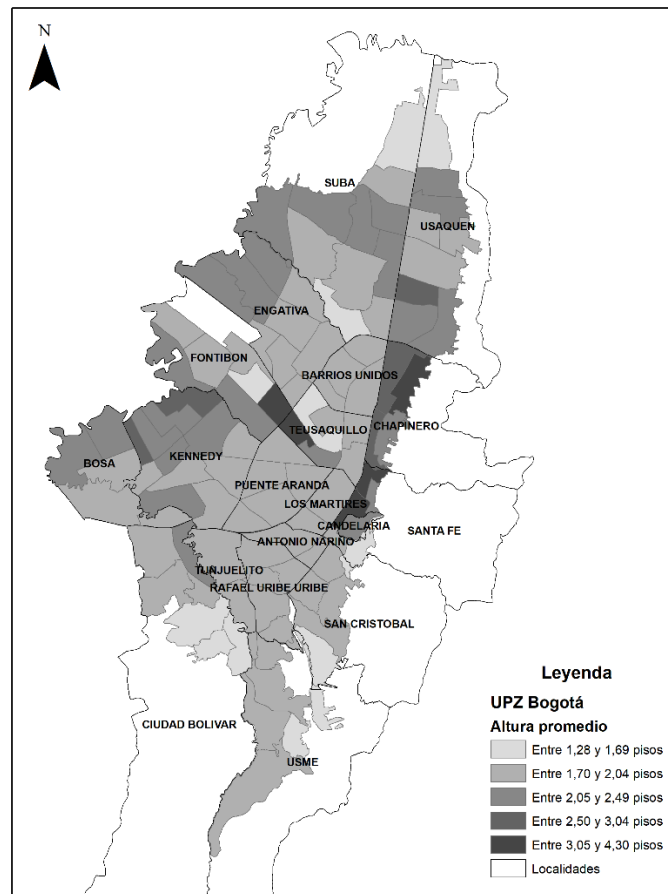 N
SUBA
USAQUEN
ENGATIVA
FONTIBON
BARRIOS UNIDOS
TEUSAQUILLO
CHAPINERO
BOSA
KENNEDY
PUENTE ARANDA
LOS MARTIRES
CANDELARIA
SANTA FE
ANTONIO NARIÑO
TUNJUELITO
RAFAEL URIBE URIBE
SAN CRISTOBAL
CIUDAD BOLIVAR
USME
Leyenda
UPZ Bogotá
Altura promedio
Entre 1,28 y 1,69 pisos
Entre 1,70 y 2,04 pisos
Entre 2,05 y 2,49 pisos
Entre 2,50 y 3,04 pisos
Entre 3,05 y 4,30 pisos
Localidades